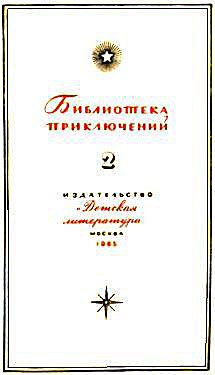 БИБЛИОТЕКА
ПРИКЛЮЧЕНИЙ
2
ИЗДАТЕЛЬСТВО
«Детская
литература»
МОСКВА
1965